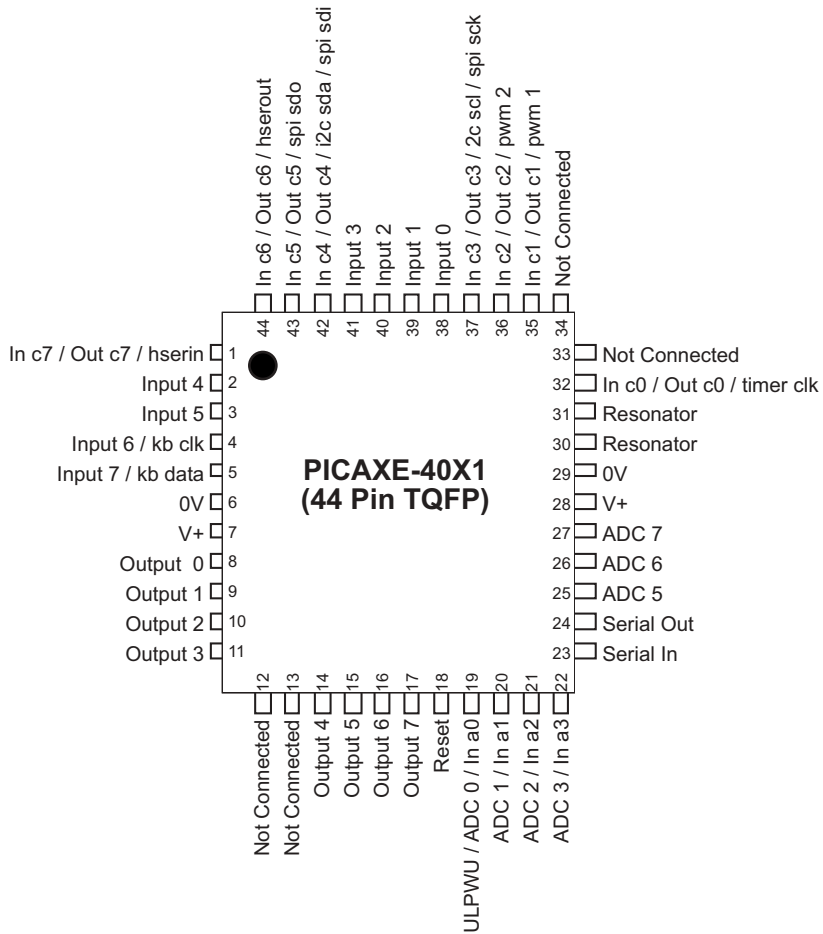 In c6 / Out c6 / hserout
In c5 / Out c5 / spi sdo
In c4 / Out c4 / i2c sda / spi sdi
Input 3
Input 2
Input 1
Input 0
In c3 / Out c3 / 2c scl / spi sck
In c2 / Out c2 / pwm 2
In c1 / Out c1 / pwm 1
Not Connected
44
43
42
41
40
39
38
37
36
35
34
In c7 / Out c7 / hserin 1
Input 4 2
Input 5 3
Input 6 / kb clk 4
Input 7 / kb data 5
0V 6
V+ 7
Output 0 8
Output 1 9
Output 2 10
Output 3 11
PICAXE-40X1
(44 Pin TQFP)
33 Not Connected
32 In c0 / Out c0 / timer clk
31 Resonator
30 Resonator
29 0V
28 V+
27 ADC 7
26 ADC 6
25 ADC 5
24 Serial Out
23 Serial In
12
13
14
15
16
17
18
19
20
21
22
Not Connected
Not Connected
Output 4
Output 5
Output 6
Output 7
Reset
ULPWU / ADC 0 / In a0
ADC 1 / In a1
ADC 2 / In a2
ADC 3 / In a3